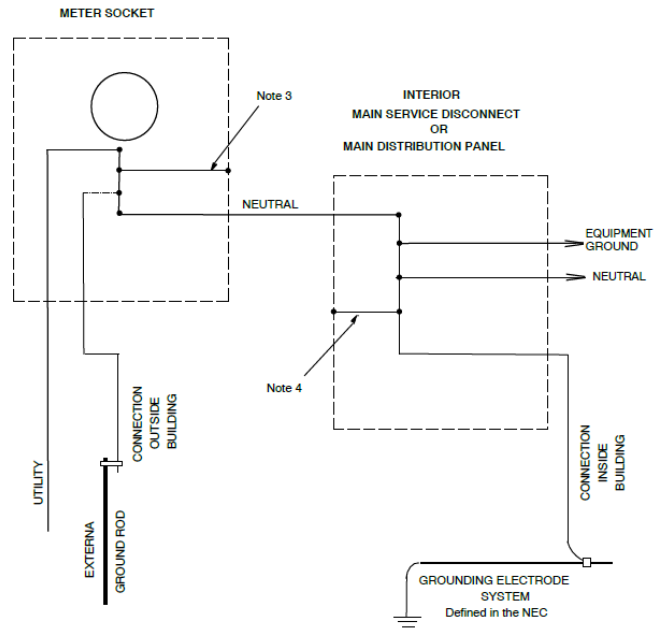 METER SOCKET
Note 3
INTERIOR
MAIN SERVICE DISCONNECT
OR
MAIN DISTRIBUTION PANEL
NEUTRAL
EQUIPMENT
GROUND
NEUTRAL
Note 4
CONNECTION
OUTSIDE
BUILDING
UTILITY
EXTERNA
GROUND ROD
CONNECTION
INSIDE
BUILDING
GROUNDING ELECTRODE
SYSTEM
Defined in the NEC